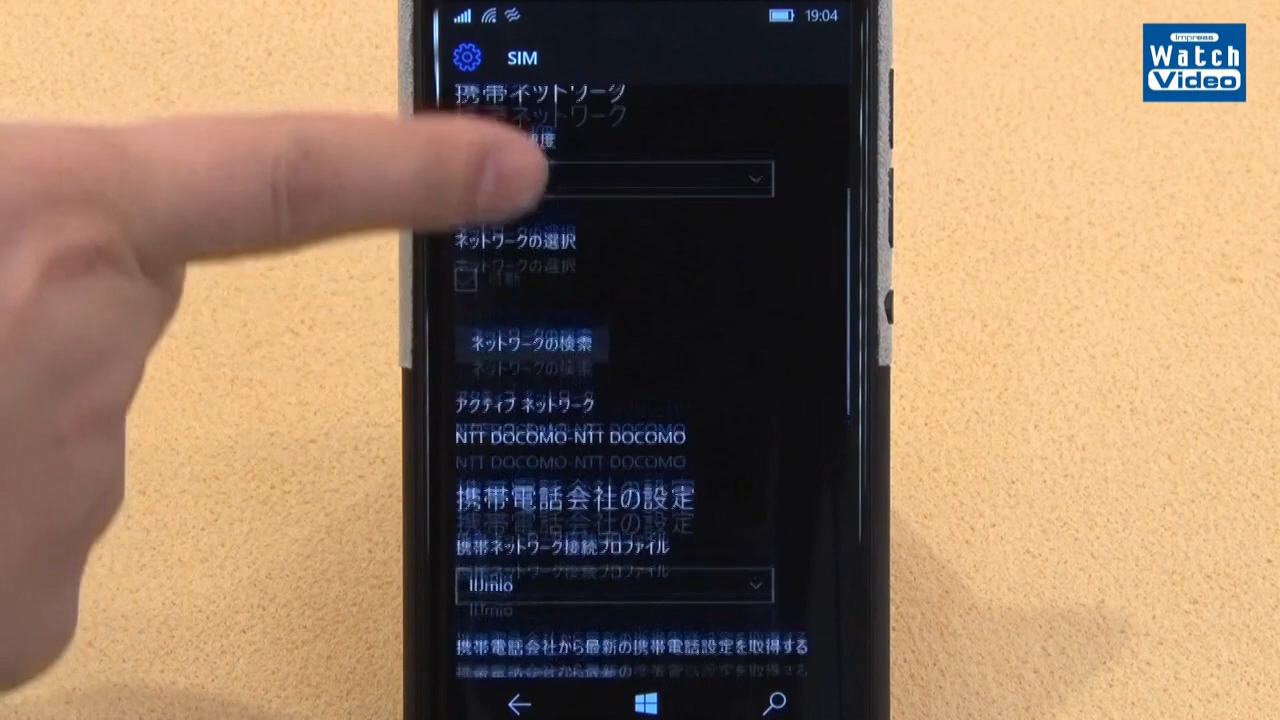 19:04
SIM
Impress
Watch
Video
携帯ネットワーク
速度
ネットワークの選択
自動
ネットワークの検索
アクティブ ネットワーク
NTT DOCOMO-NTT DOCOMO
携帯電話会社の設定
携帯ネットワーク接続プロファイル
IIJmio
携帯電話会社から最新の携帯電話設定を取得する